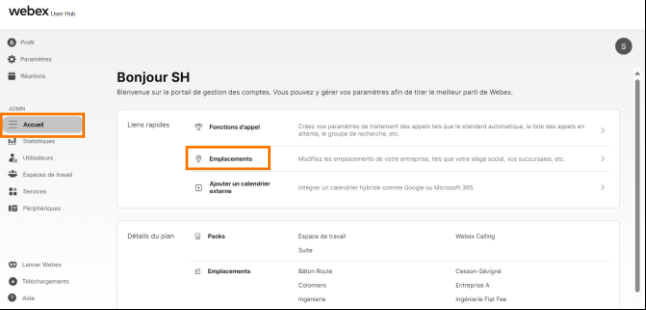 webex User Hub
Profil
Paramètres
Réunions
S
Bonjour SH
Bienvenue sur le portail de gestion des comptes. Vous pouvez y gérer vos paramètres afin de tirer le meilleur parti de Webex.
ADMIN
Accueil
Statistiques
Utilisateurs
Espaces de travail
Services
Périphériques
Lancer Webex
Téléchargements
Aide
Liens rapides
Fonctions d'appel
Créez vos paramètres de traitement des appels tels que le standard automatique, la liste des appels en
attente, le groupe de recherche, etc.
Emplacements
Modifiez les emplacements de votre entreprise, tels que votre siège social, vos succursales, etc.
Ajouter un calendrier
externe
Intégrer un calendrier hybride comme Google ou Microsoft 365.
Détails du plan
Packs
Espace de travail
Webex Calling
Suite
Emplacements
Bâton Route
Cesson-Sévigné
Colomiers
Entreprise A
Ingenierie
Ingénierie Flat Fee